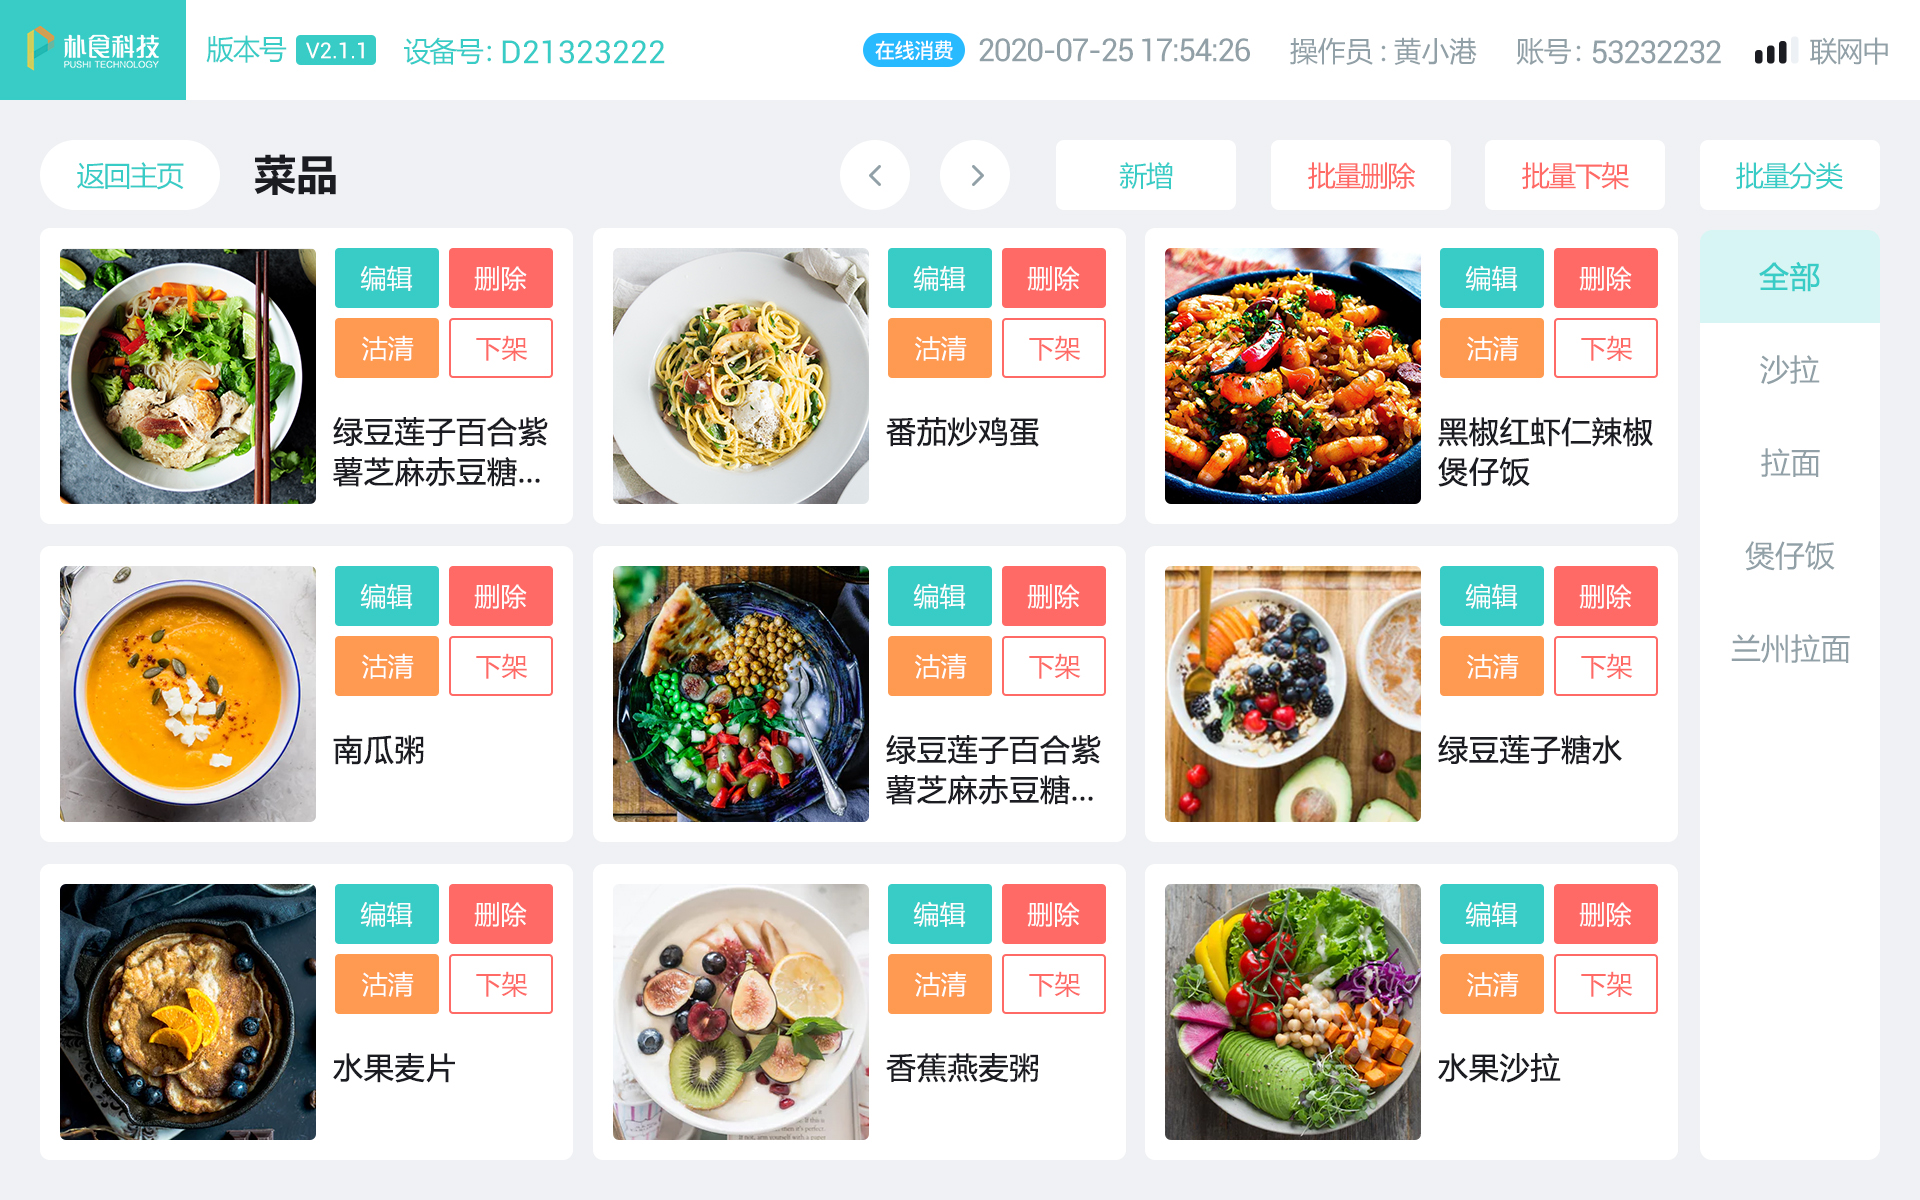 朴食科技
PUSHI TECHNOLOGY
版本号 V2.1.1
设备号: D21323222
在线消费
2020-07-25 17:54:26
操作员 : 黄小港
账号: 53232232
联网中
返回主页
菜品
新增
批量删除
批量下架
批量分类
编辑 删除
沽清 下架
绿豆莲子百合紫
薯芝麻赤豆糖...
编辑 删除
沽清 下架
番茄炒鸡蛋
编辑 删除
沽清 下架
黑椒红虾仁辣椒
煲仔饭
全部
沙拉
拉面
煲仔饭
兰州拉面
编辑 删除
沽清 下架
南瓜粥
编辑 删除
沽清 下架
绿豆莲子百合紫
薯芝麻赤豆糖...
编辑 删除
沽清 下架
绿豆莲子糖水
编辑 删除
沽清 下架
水果麦片
编辑 删除
沽清 下架
香蕉燕麦粥
编辑 删除
沽清 下架
水果沙拉